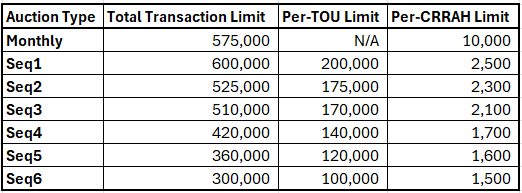 Auction Type Total Transaction Limit Per-TOU Limit Per-CRRAH Limit
Monthly 575,000 N/A 10,000
Seq1 600,000 200,000 2,500
Seq2 525,000 175,000 2,300
Seq3 510,000 170,000 2,100
Seq4 420,000 140,000 1,700
Seq5 360,000 120,000 1,600
Seq6 300,000 100,000 1,500